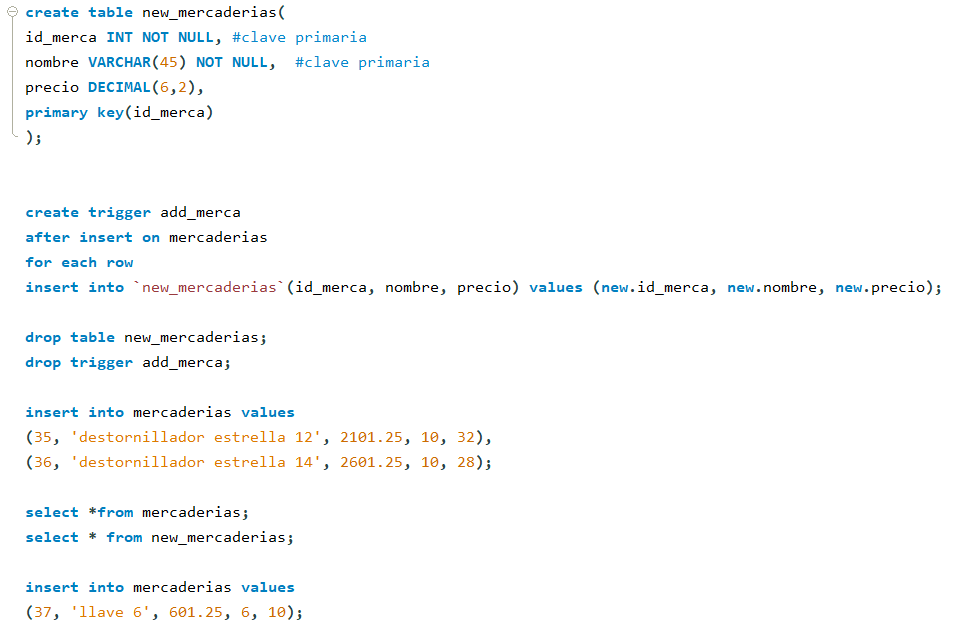 create table new_mercaderias(
id_merca INT NOT NULL, #clave primaria
nombre VARCHAR(45) NOT NULL,  #clave primaria
precio DECIMAL(6,2),
primary key(id_merca)
);
create trigger add_merca
after insert on mercaderias
for each row
insert into `new_mercaderias`(id_merca, nombre, precio) values (new.id_merca, new.nombre, new.precio);
drop table new_mercaderias;
drop trigger add_merca;
insert into mercaderias values
(35, 'destornillador estrella 12', 2101.25, 10, 32),
(36, 'destornillador estrella 14', 2601.25, 10, 28);
select *from mercaderias;
select * from new_mercaderias;
insert into mercaderias values
(37, 'llave 6', 601.25, 6, 10);